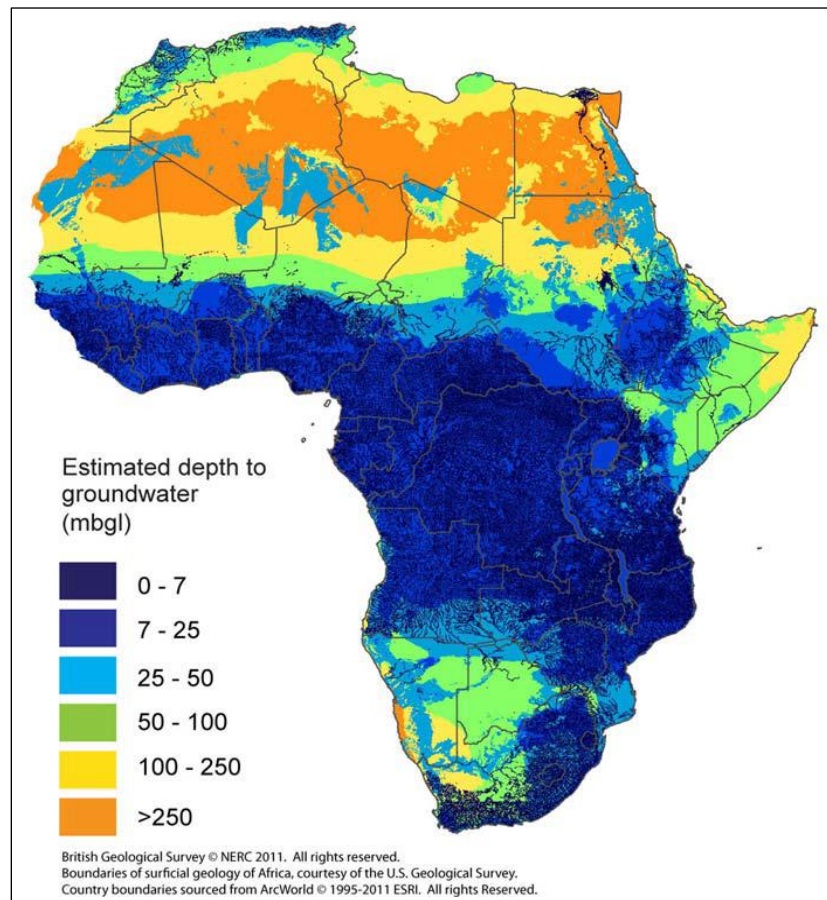 Estimated depth to
groundwater
(mbgl)
0 - 7
7 - 25
25 - 50
50 - 100
100 - 250
>250
British Geological Survey © NERC 2011. All rights reserved.
Boundaries of surficial geology of Africa, courtesy of the U.S. Geological Survey.
Country boundaries sourced from ArcWorld © 1995-2011 ESRI. All rights Reserved.